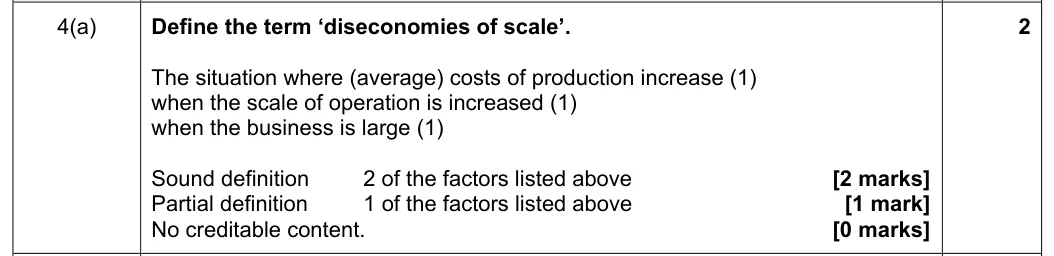 4(a) Define the term ‘diseconomies of scale’. 2
The situation where (average) costs of production increase (1)
when the scale of operation is increased (1)
when the business is large (1)
Sound definition 2 of the factors listed above [2 marks]
Partial definition 1 of the factors listed above [1 mark]
No creditable content. [0 marks]